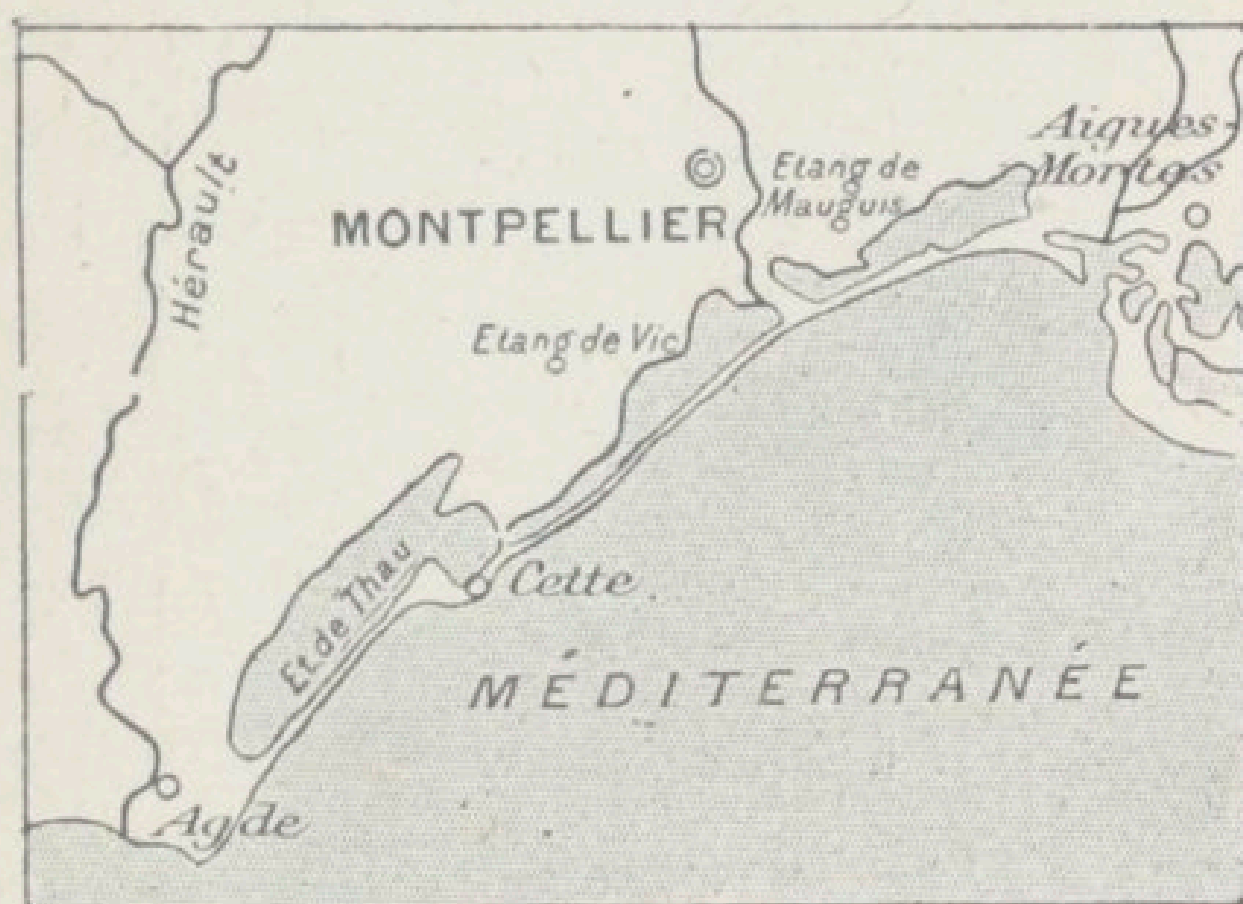 Aigues-
Mortes
Etang de
Mauguis
Hérault
MONTPELLIER
Etang de Vic
Et. de Thau
Cette
MÉDITERRANÉE
Agde